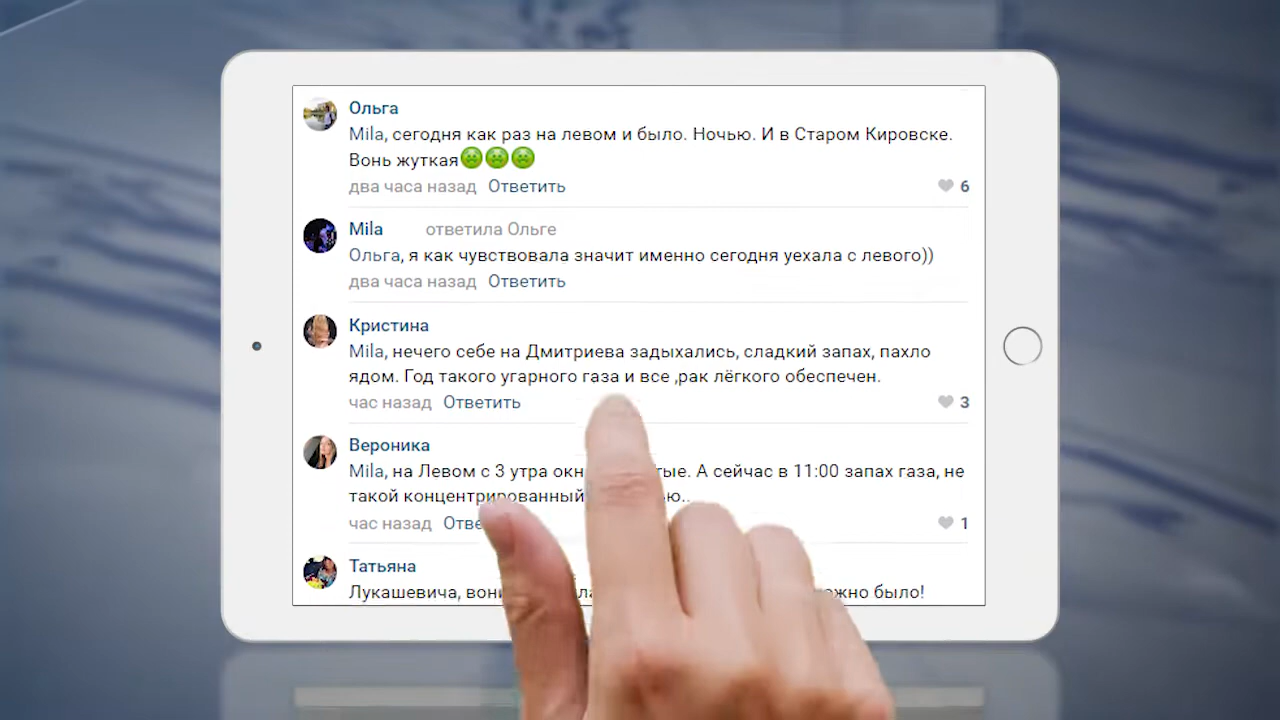 Ольга
Mila, сегодня как раз на левом и было. Ночью. И в Старом Кировске.
Вонь жуткая
два часа назад Ответить
6
Mila ответила Ольге
Ольга, я как чувствовала значит именно сегодня уехала с левого))
два часа назад Ответить
Кристина
Mila, нечего себе на Дмитриева задыхались, сладкий запах, пахло
ядом. Год такого угарного газа и все ,рак лёгкого обеспечен.
час назад Ответить
3
Вероника
Mila, на Левом с 3 утра А сейчас в 11:00 запах газа, не
такой концентрированный
час назад
1
Татьяна
Лукашевича, было!